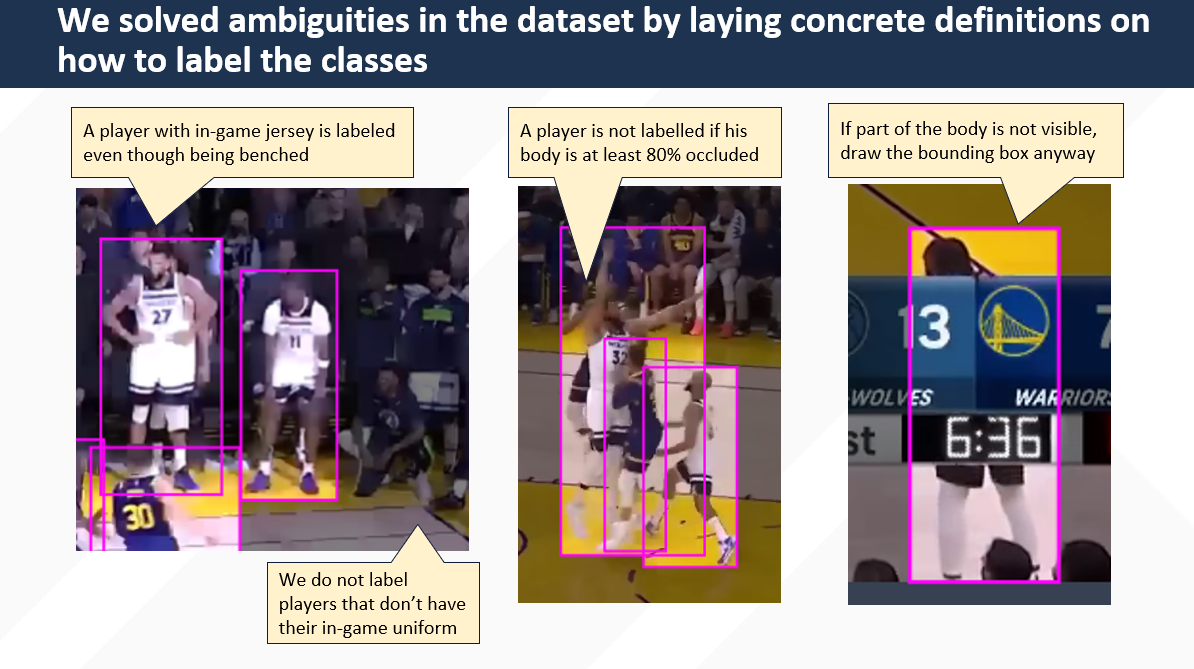 We solved ambiguities in the dataset by laying concrete definitions on
how to label the classes
A player with in-game jersey is labeled
even though being benched
A player is not labelled if his
body is at least 80% occluded
If part of the body is not visible,
draw the bounding box anyway
27
11
30
32
13
7
WOLVES
WARRIORS
st
6:36
We do not label
players that don’t have
their in-game uniform